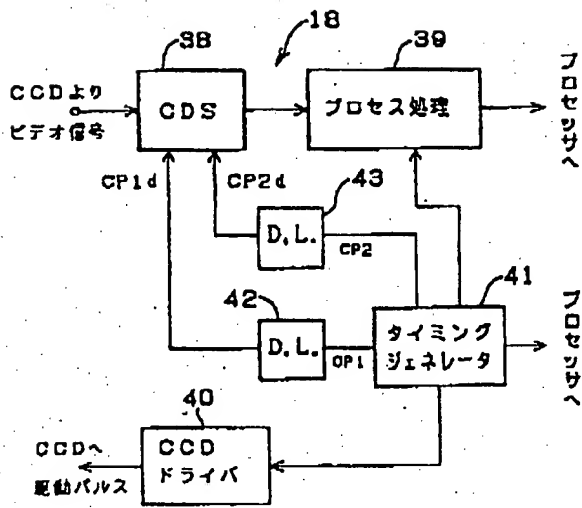 38
18
39
CCDより
ビデオ信号
CDS
プロセス処理
プロセッサへ
CP1d
CP2d
43
D.L.
CP2
41
42
D.L.
CP1
タイミング
ジェネレータ
プロセッサへ
40
CCDへ
駆動パルス
CCD
ドライバ